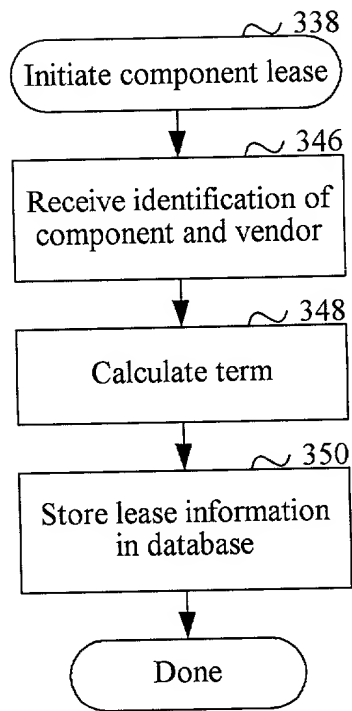 338
Initiate component lease
346
Receive identification of
component and vendor
348
Calculate term
350
Store lease information
in database
Done